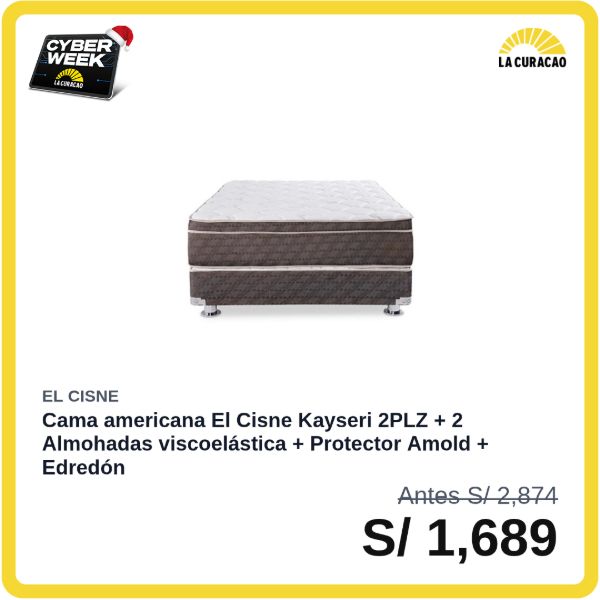 CYBER
WEEK
LA CURACAO
LA CURACAO
EL CISNE
Cama americana El Cisne Kayseri 2PLZ + 2
Almohadas viscoelástica + Protector Amold +
Edredón
Antes S/ 2,874
S/ 1,689